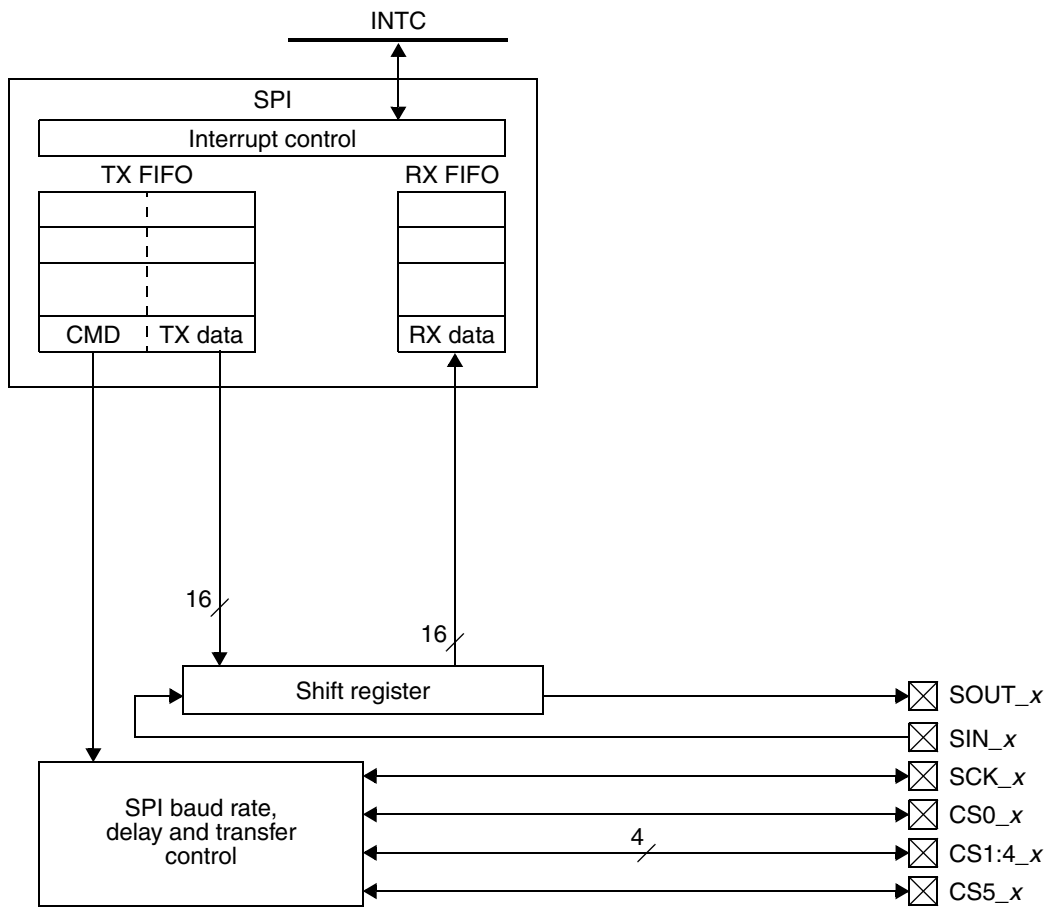 INTC
SPI
Interrupt control
TX FIFO
RX FIFO
CMD
TX data
RX data
16
16
Shift register
SOUT_x
SIN_x
SPI baud rate,
delay and transfer
control
SCK_x
CS0_x
4
CS1:4_x
CS5_x